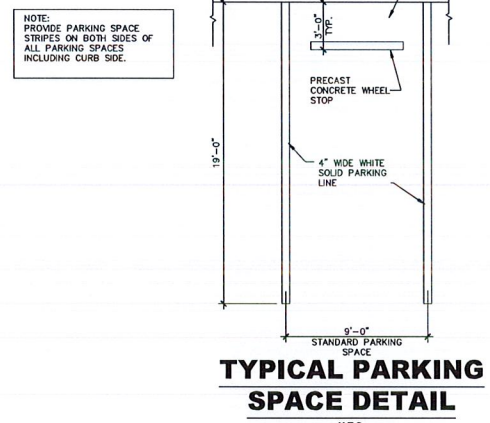 NOTE:
PROVIDE PARKING SPACE
STRIPES ON BOTH SIDES OF
ALL PARKING SPACES
INCLUDING CURB SIDE.
3'-0"
TYP.
PRECAST
CONCRETE WHEEL
STOP
19'-0"
4" WIDE WHITE
SOLID PARKING
LINE
9'-0"
STANDARD PARKING
SPACE
TYPICAL PARKING
SPACE DETAIL